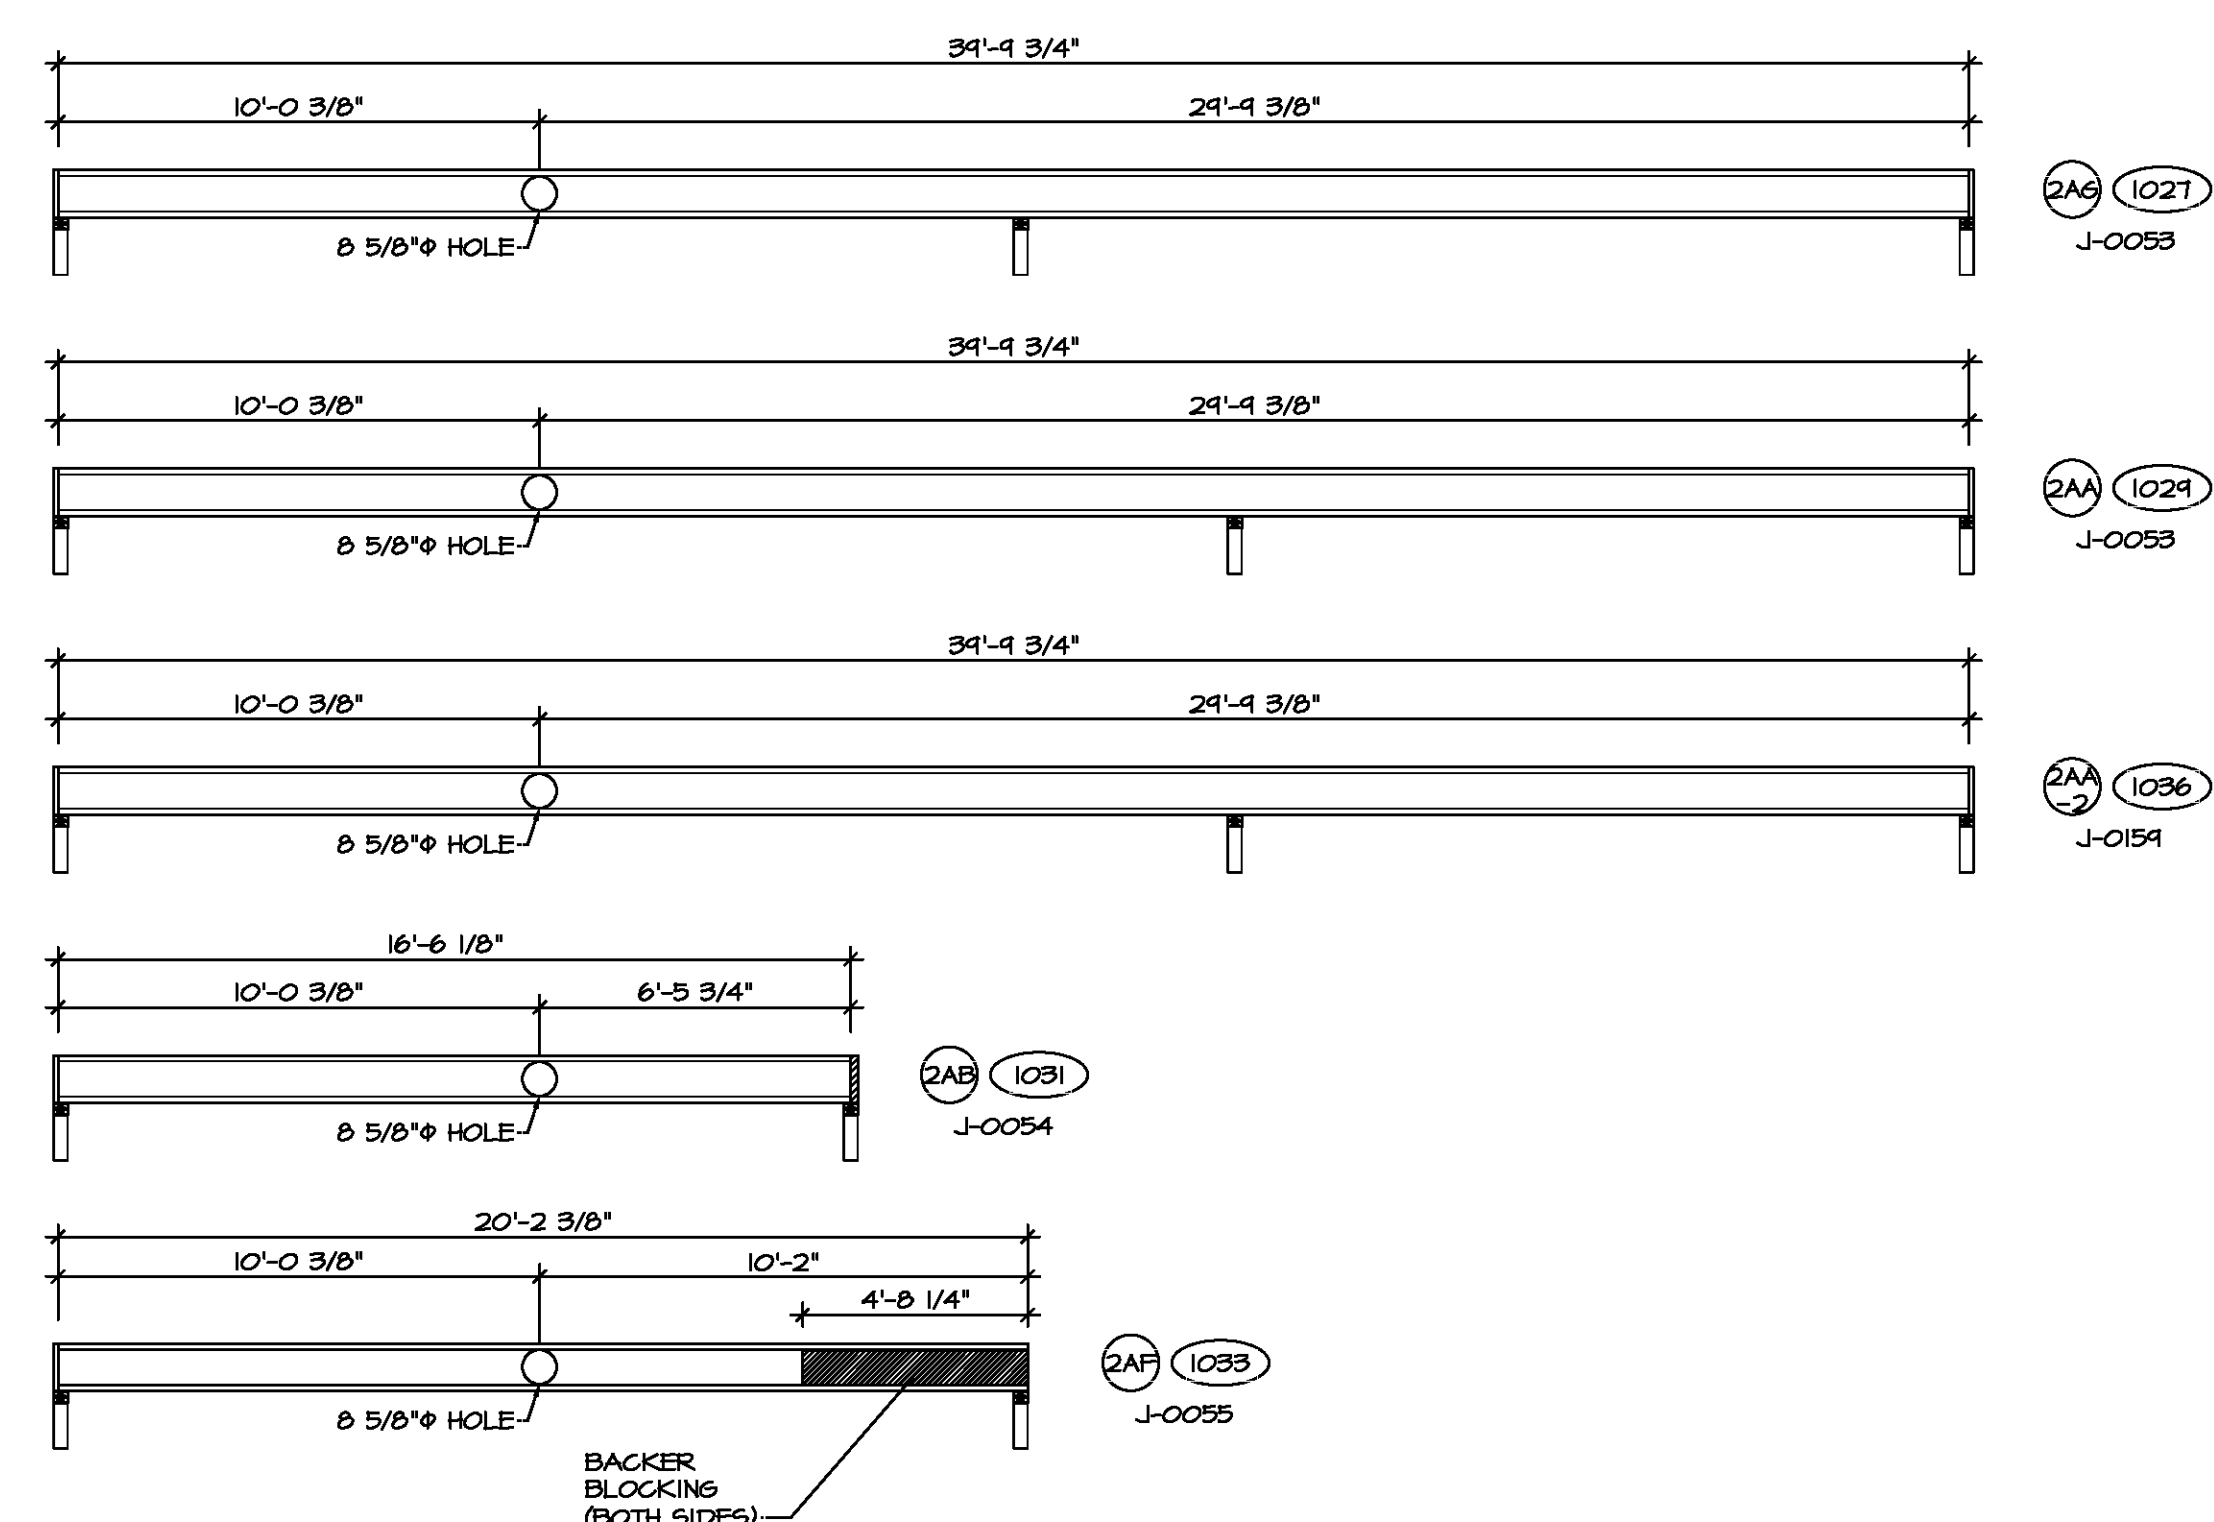 39'-9 3/4"
10'-0 3/8" 29'-9 3/8"
2AG 1027
8 5/8"Φ HOLE J-0053
39'-9 3/4"
10'-0 3/8" 29'-9 3/8"
2AA 1029
8 5/8"Φ HOLE J-0053
39'-9 3/4"
10'-0 3/8" 29'-9 3/8"
2AA
-2 1036
8 5/8"Φ HOLE J-0159
16'-6 1/8"
10'-0 3/8" 6'-5 3/4"
2AB 1031
8 5/8"Φ HOLE J-0054
20'-2 3/8"
10'-0 3/8" 10'-2"
4'-8 1/4"
2AF 1033
8 5/8"Φ HOLE J-0055
BACKER
BLOCKING
(BOTH SIDES)